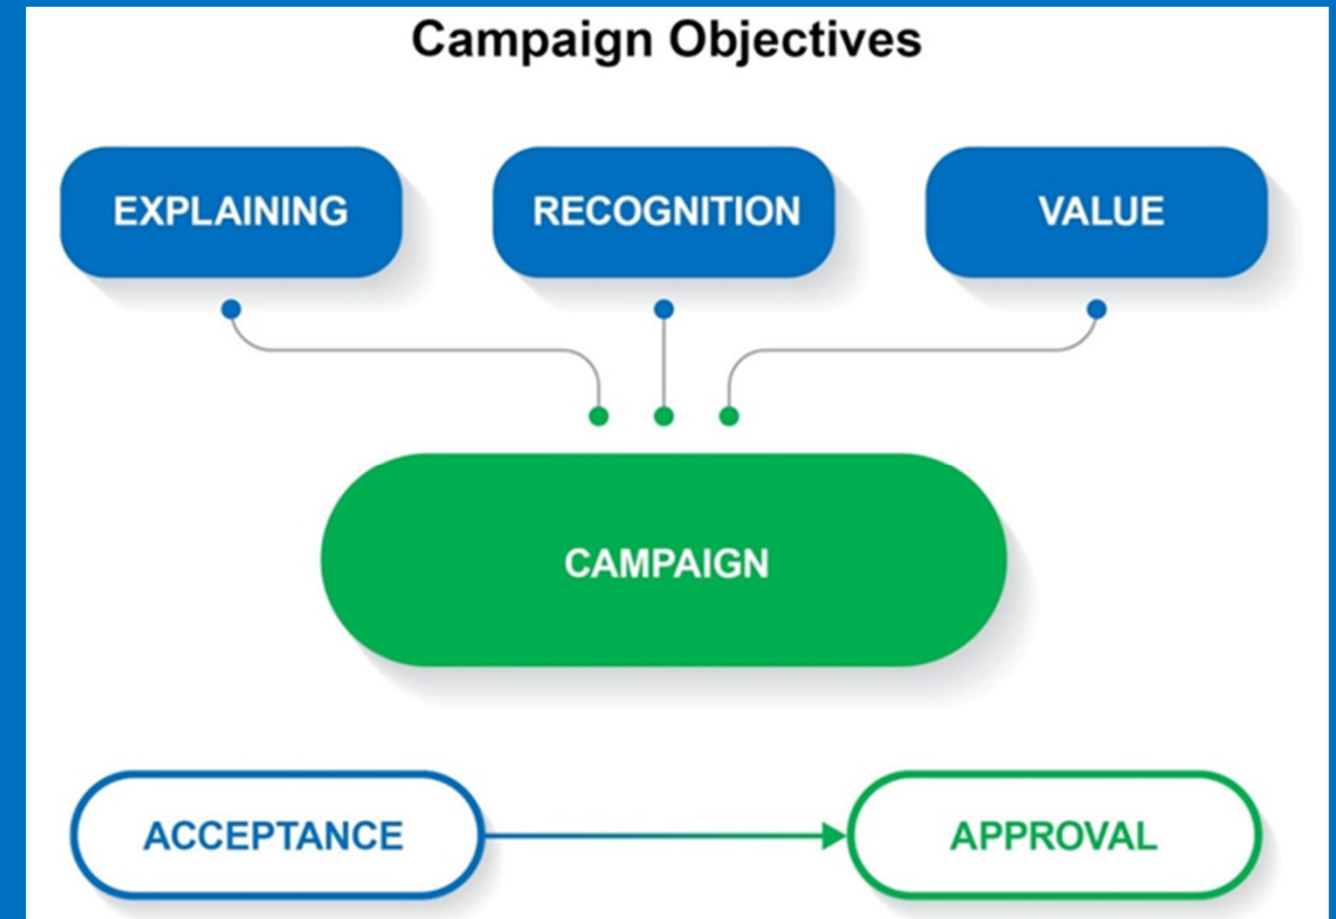 Campaign Objectives
EXPLAINING
RECOGNITION
VALUE
CAMPAIGN
ACCEPTANCE
APPROVAL